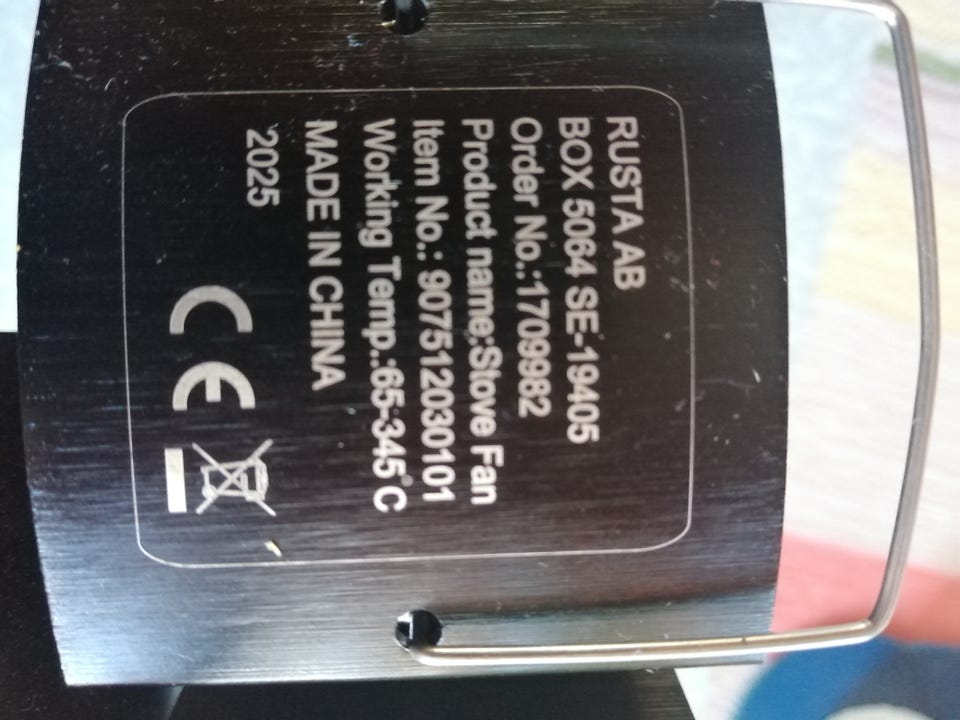 RUSTA AB
BOX 5064 SE-19405
Order No.:1709982
Product name:Stove Fan
Item No.: 907512030101
Working Temp.:65-345°C
MADE IN CHINA
2025
CE